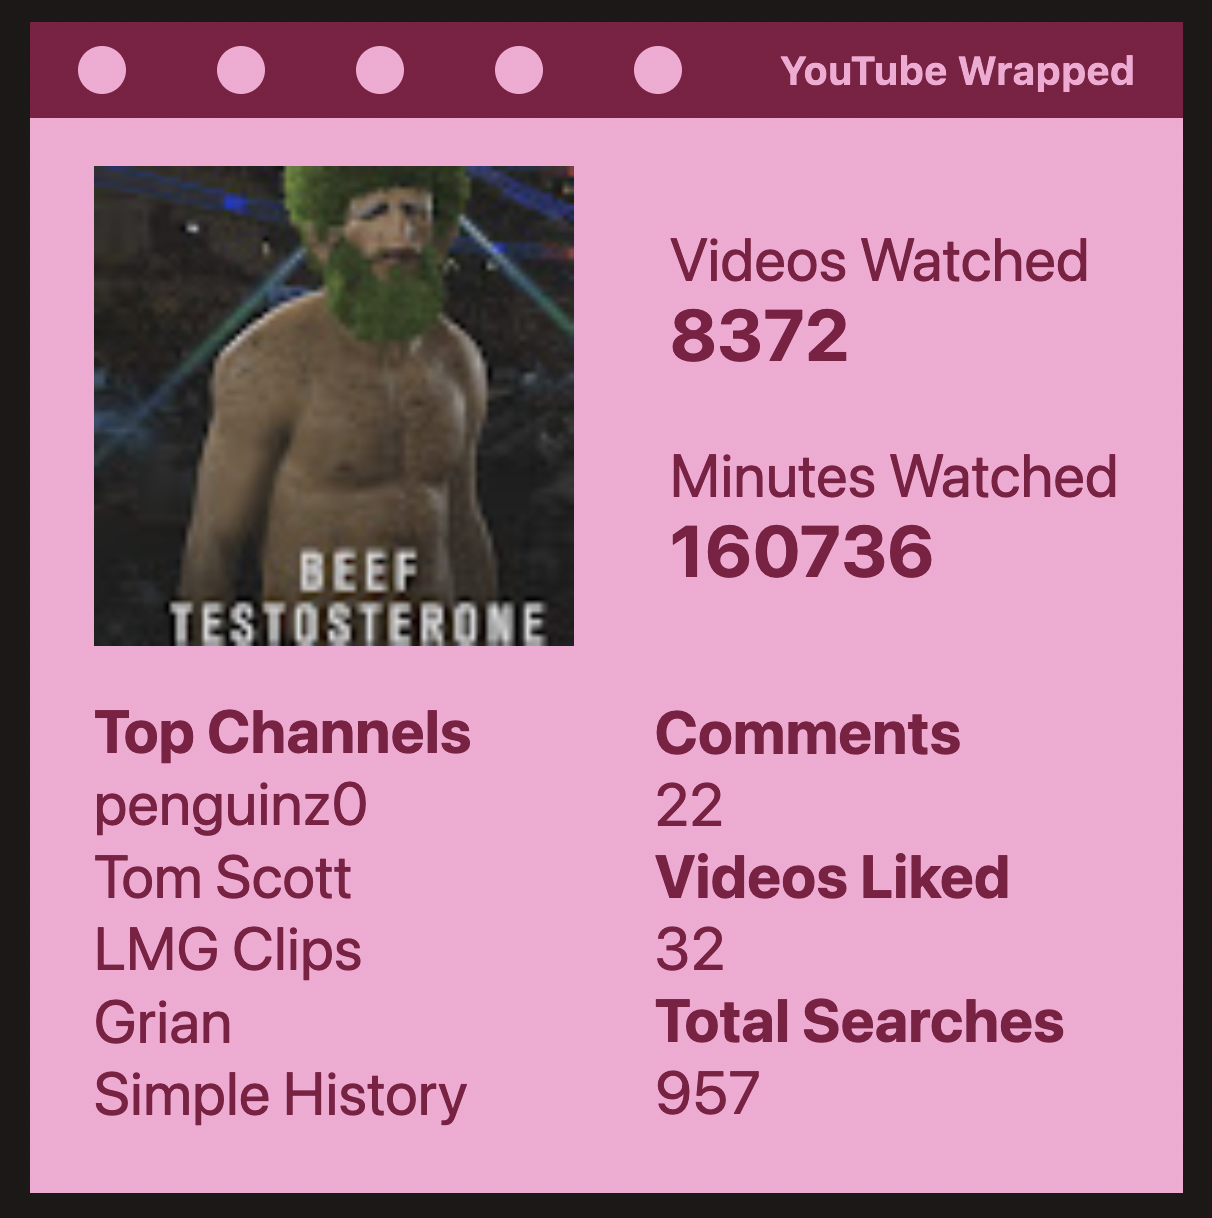 YouTube Wrapped
BEEF
TESTOSTERONE
Videos Watched
8372
Minutes Watched
160736
Top Channels
penguinz0
Tom Scott
LMG Clips
Grian
Simple History
Comments
22
Videos Liked
32
Total Searches
957